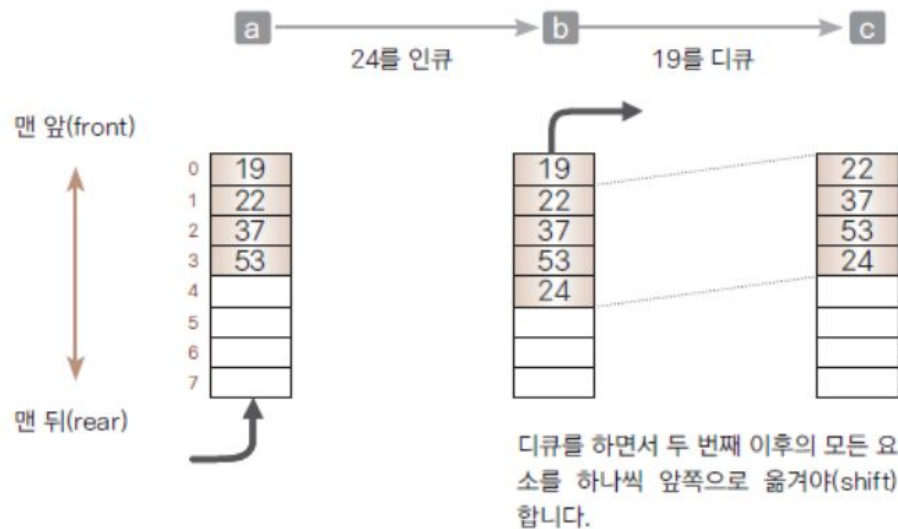 a b c
24를 인큐 19를 디큐
맨 앞(front)
0 19 19 22
1 22 22 37
2 37 37 53
3 53 53 24
4 24
5
6
7
맨 뒤(rear)
디큐를 하면서 두 번째 이후의 모든 요
소를 하나씩 앞쪽으로 옮겨야(shift)
합니다.